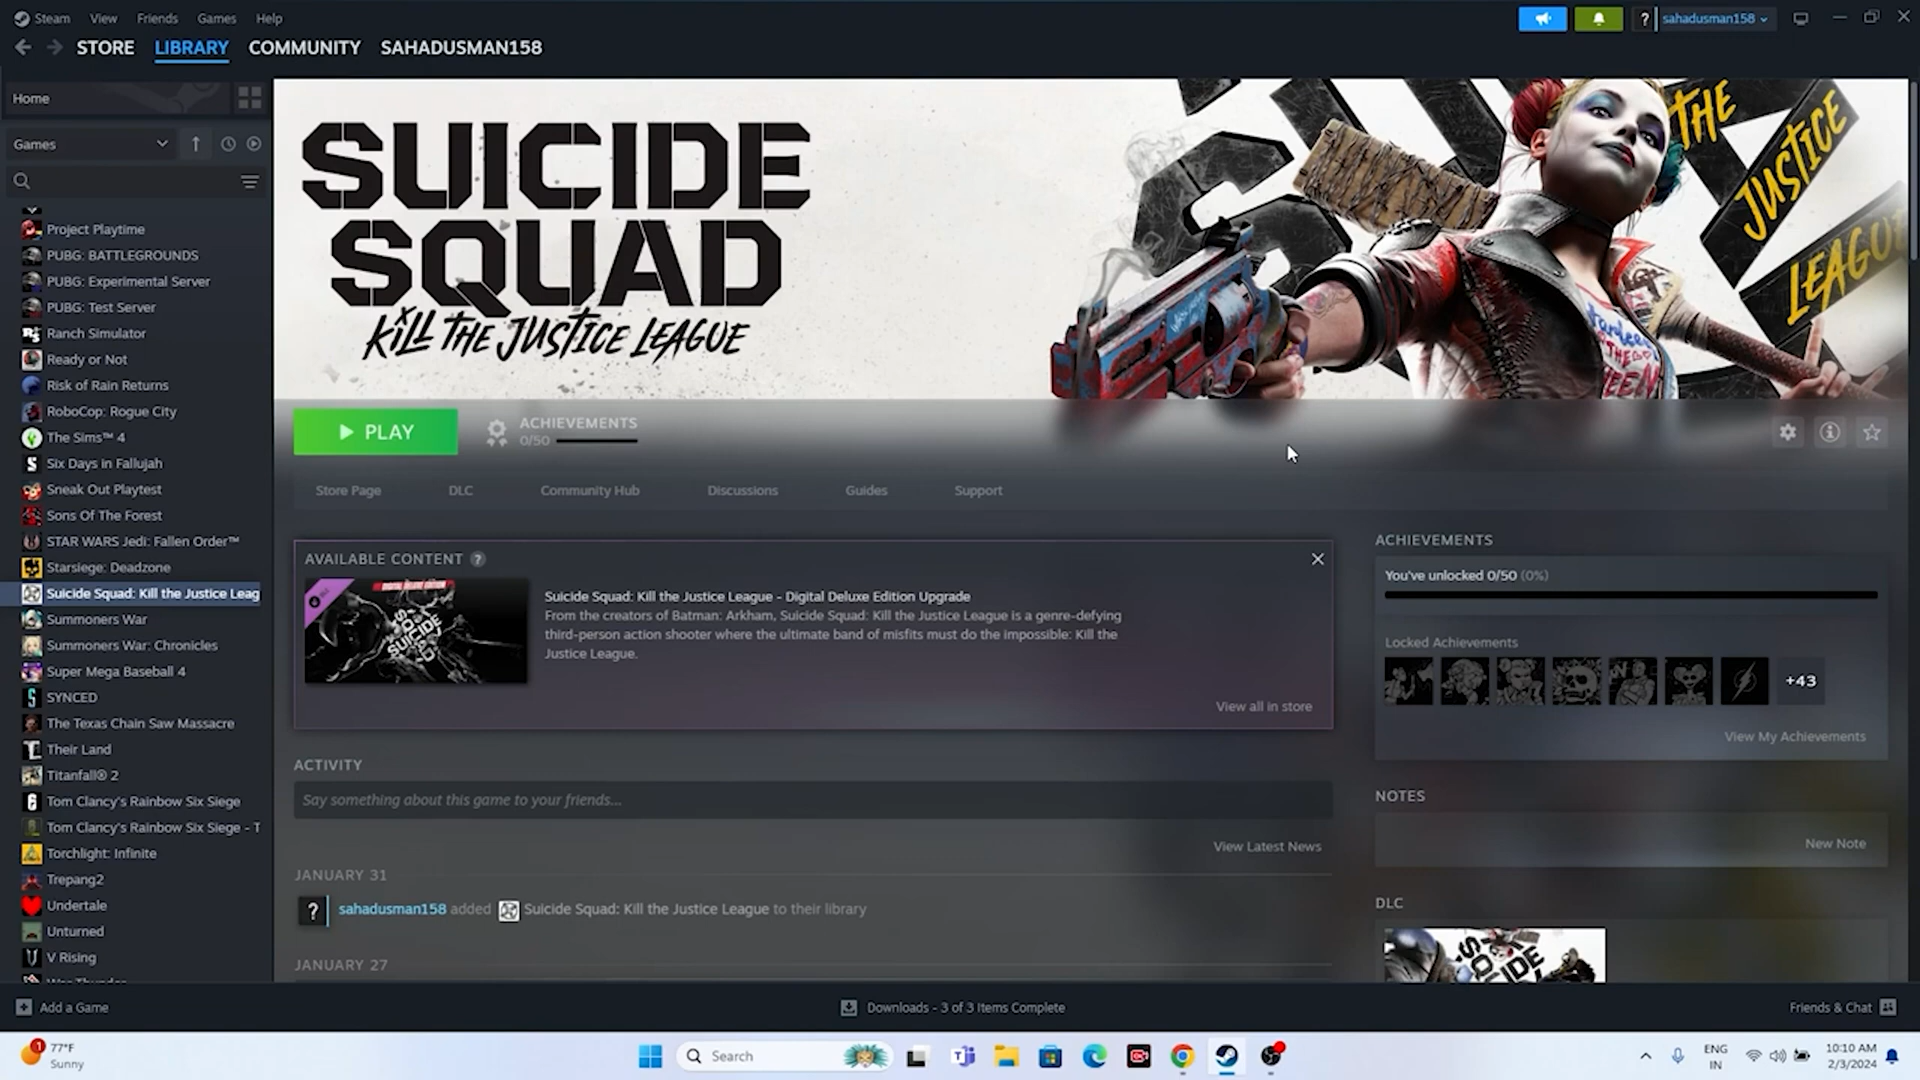 Steam View Friends Games Help
? sahadusman158
STORE LIBRARY COMMUNITY SAHADUSMAN158
Home
Games
Project Playtime
PUBG: BATTLEGROUNDS
PUBG: Experimental Server
PUBG: Test Server
Ranch Simulator
Ready or Not
Risk of Rain Returns
RoboCop: Rogue City
The Sims™ 4
Six Days in Fallujah
Sneak Out Playtest
Sons Of The Forest
STAR WARS Jedi: Fallen Order™
Starsiege: Deadzone
Suicide Squad: Kill the Justice Leag
Summoners War
Summoners War: Chronicles
Super Mega Baseball 4
SYNCED
The Texas Chain Saw Massacre
Their Land
Titanfall® 2
Tom Clancy's Rainbow Six Siege
Tom Clancy's Rainbow Six Siege - T
Torchlight: Infinite
Trepang2
Undertale
Unturned
V Rising
SUICIDE
SQUAD
KILL THE JUSTICE LEAGUE
THE
JUSTICE
LEAGUE
PLAY
ACHIEVEMENTS
0/50
Store Page DLC Community Hub Discussions Guides Support
AVAILABLE CONTENT ?
DIGITAL DELUXE EDITION
SUICIDE
SQUAD
Suicide Squad: Kill the Justice League - Digital Deluxe Edition Upgrade
From the creators of Batman: Arkham, Suicide Squad: Kill the Justice League is a genre-defying
third-person action shooter where the ultimate band of misfits must do the impossible: Kill the
Justice League.
View all in store
ACTIVITY
Say something about this game to your friends...
View Latest News
JANUARY 31
? sahadusman158 added Suicide Squad: Kill the Justice League to their library
JANUARY 27
ACHIEVEMENTS
You've unlocked 0/50 (0%)
Locked Achievements
+43
View My Achievements
NOTES
New Note
DLC
Add a Game
Downloads - 3 of 3 Items Complete
Friends & Chat
1
77°F
Sunny
Search
ENG
IN
10:10 AM
2/3/2024